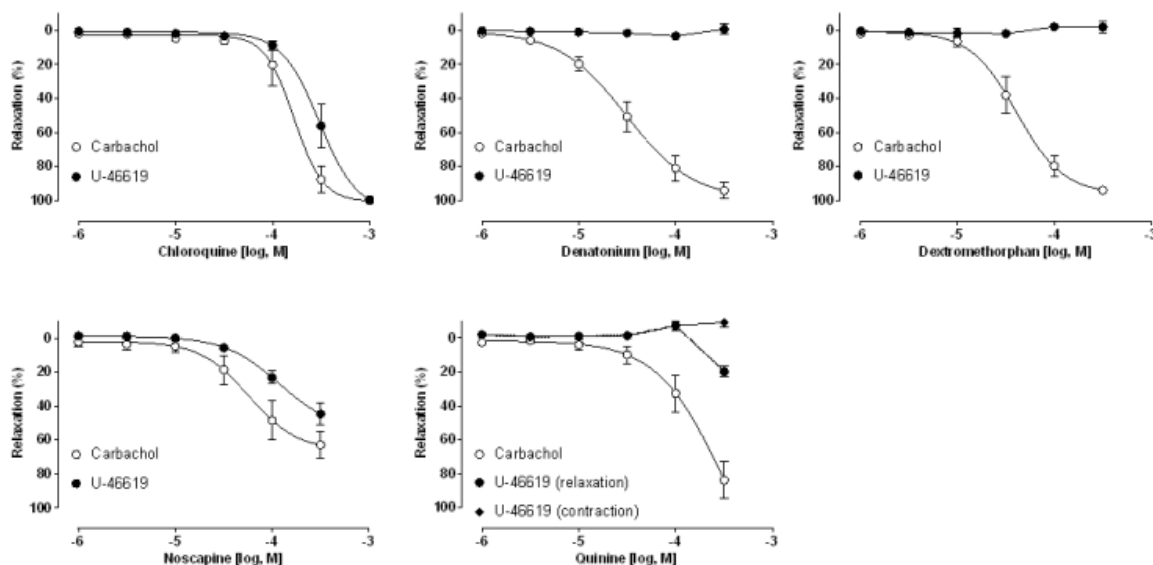 0
20
40
60
80
100
Relaxation (%)
Carbachol
U-46619
-6
-5
-4
-3
Chloroquine [log, M]
0
20
40
60
80
100
Relaxation (%)
Carbachol
U-46619
-6
-5
-4
-3
Denatonium [log, M]
0
20
40
60
80
100
Relaxation (%)
Carbachol
U-46619
-6
-5
-4
-3
Dextromethorphan [log, M]
0
20
40
60
80
100
Relaxation (%)
Carbachol
U-46619
-6
-5
-4
-3
Noscapine [log, M]
0
20
40
60
80
100
Relaxation (%)
Carbachol
U-46619 (relaxation)
U-46619 (contraction)
-6
-5
-4
-3
Quinine [log, M]